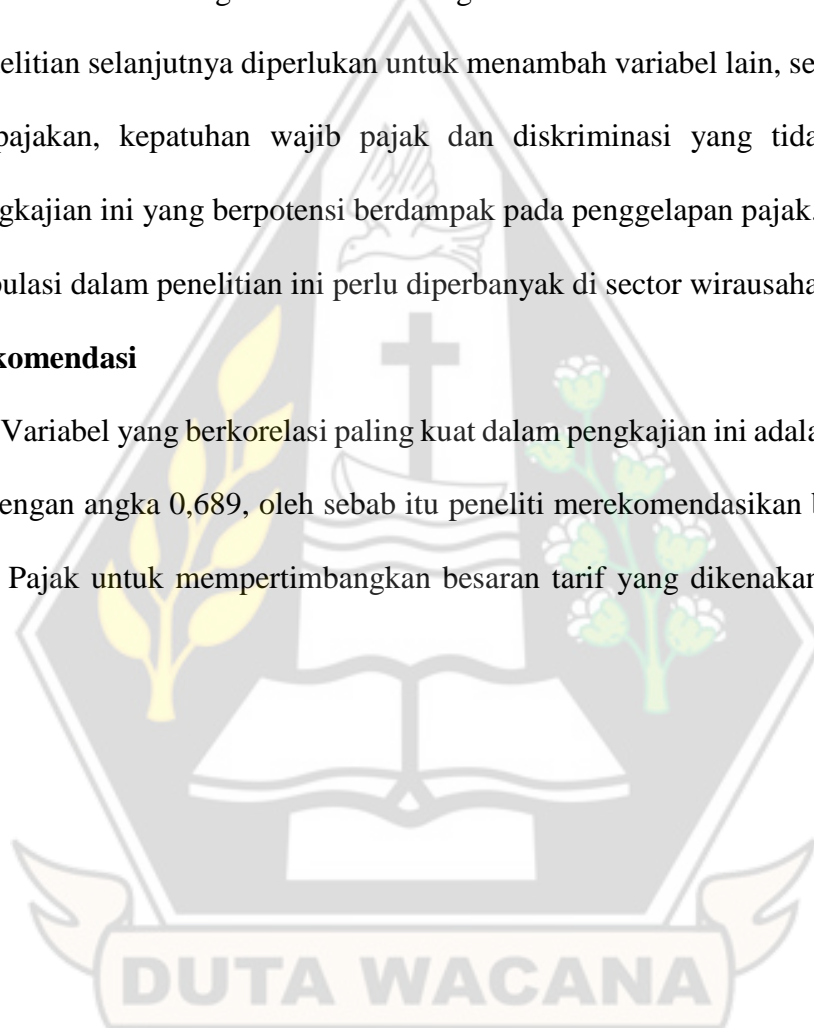 elitian selanjutnya diperlukan untuk menambah variabel lain, se
pajakan, kepatuhan wajib pajak dan diskriminasi yang tida
gkajian ini yang berpotensi berdampak pada penggelapan pajak.
ulasi dalam penelitian ini perlu diperbanyak di sector wirausaha
komendasi
Variabel yang berkorelasi paling kuat dalam pengkajian ini adala
engan angka 0,689, oleh sebab itu peneliti merekomendasikan b
Pajak untuk mempertimbangkan besaran tarif yang dikenakan
DUTA WACANA